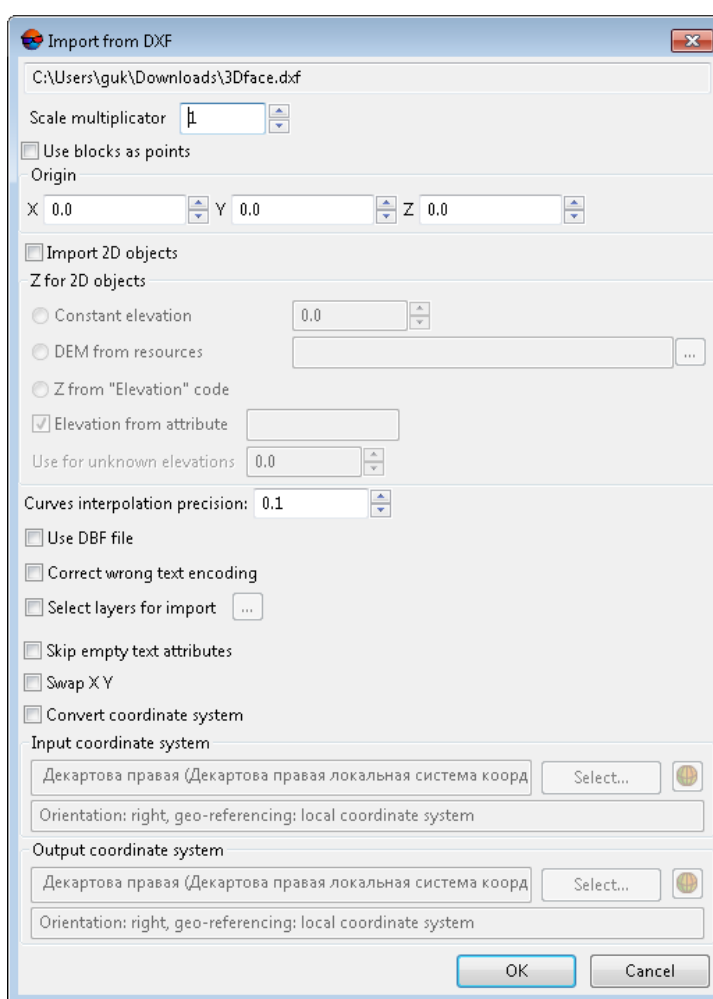 Import from DXF
C:\Users\guk\Downloads\3Dface.dxf
Scale multiplicator 1
Use blocks as points
Origin
X 0.0 Y 0.0 Z 0.0
Import 2D objects
Z for 2D objects
Constant elevation 0.0
DEM from resources ...
Z from "Elevation" code
Elevation from attribute
Use for unknown elevations 0.0
Curves interpolation precision: 0.1
Use DBF file
Correct wrong text encoding
Select layers for import ...
Skip empty text attributes
Swap X Y
Convert coordinate system
Input coordinate system
Декартова правая (Декартова правая локальная система коорд Select...
Orientation: right, geo-referencing: local coordinate system
Output coordinate system
Декартова правая (Декартова правая локальная система коорд Select...
Orientation: right, geo-referencing: local coordinate system
OK Cancel